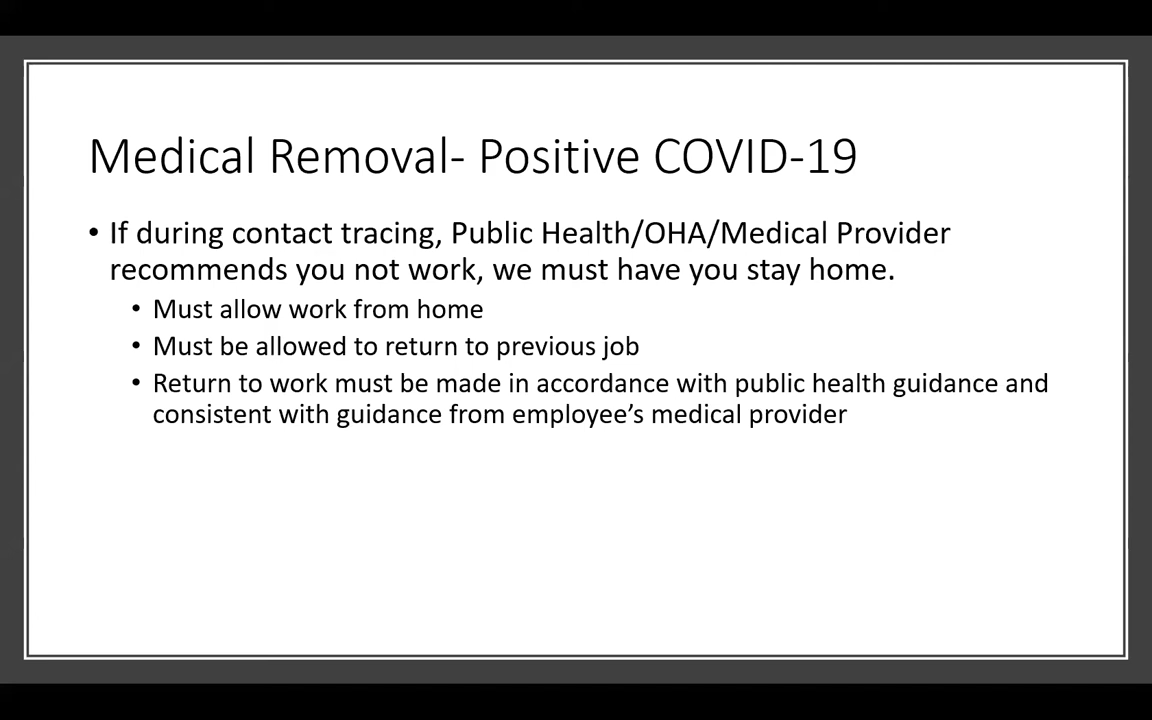 Medical Removal- Positive COVID-19
• If during contact tracing, Public Health/OHA/Medical Provider
recommends you not work, we must have you stay home.
• Must allow work from home
• Must be allowed to return to previous job
• Return to work must be made in accordance with public health guidance and
consistent with guidance from employee’s medical provider